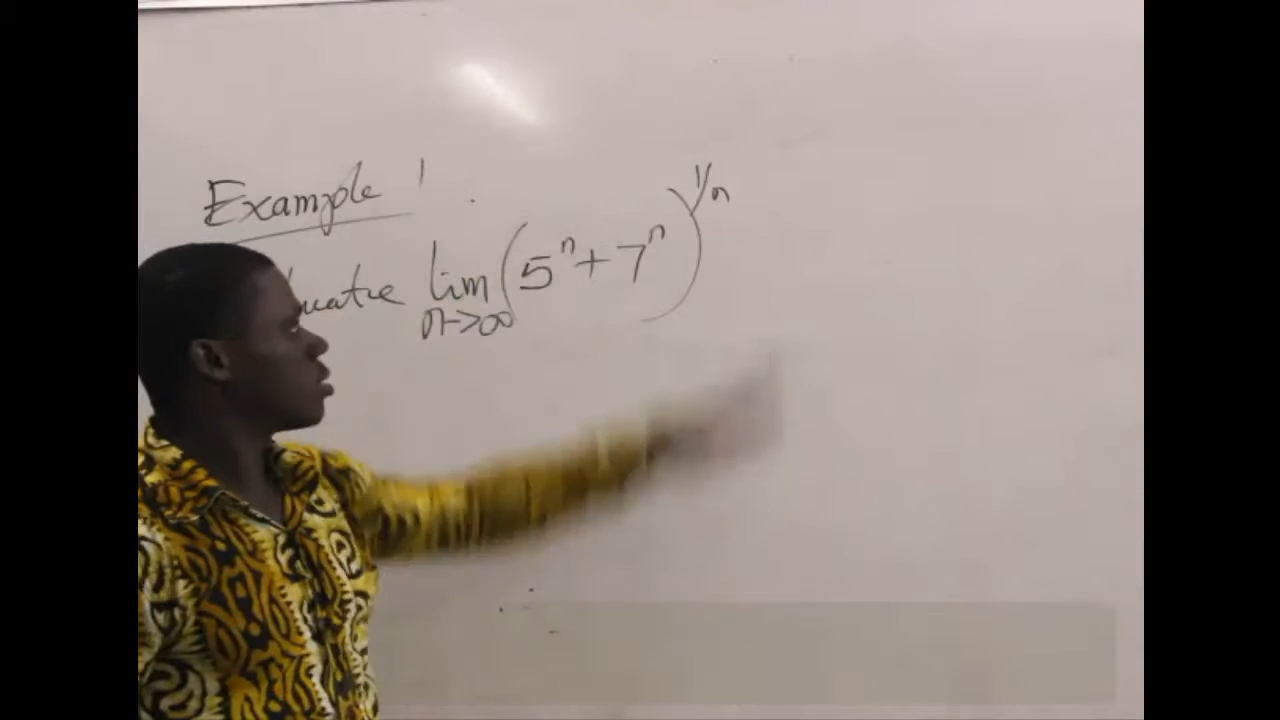 Example 1
lim (5ⁿ + 7ⁿ)^1/n
n->∞